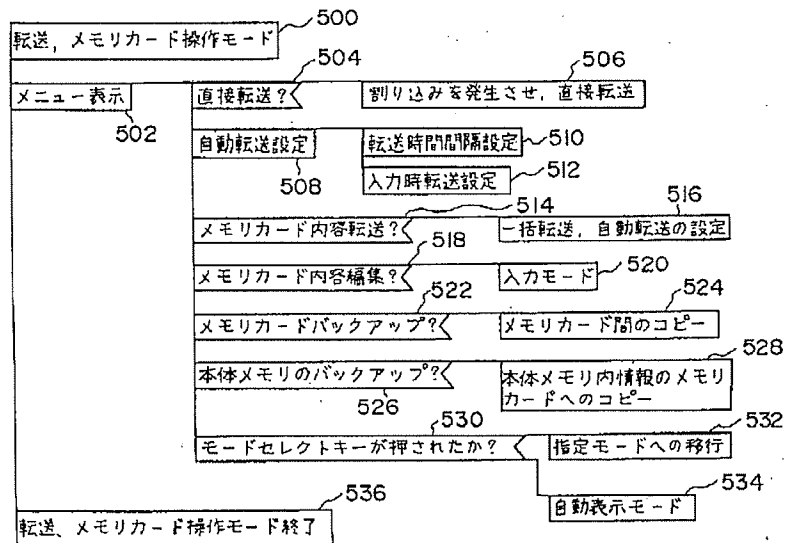 500
転送，メモリカード操作モード
504
506
メニュー表示
直接転送？
割り込みを発生させ，直接転送
502
510
自動転送設定
転送時間間隔設定
508
512
入力時転送設定
514
516
メモリカード内容転送？
一括転送，自動転送の設定
518
メモリカード内容編集？
入力モード
520
522
524
メモリカードバックアップ？
メモリカード間のコピー
528
本体メモリのバックアップ？
本体メモリ内情報のメモリ
カードへのコピー
526
530
532
モードセレクトキーが押されたか？
指定モードへの移行
534
自動表示モード
536
転送、メモリカード操作モード終了